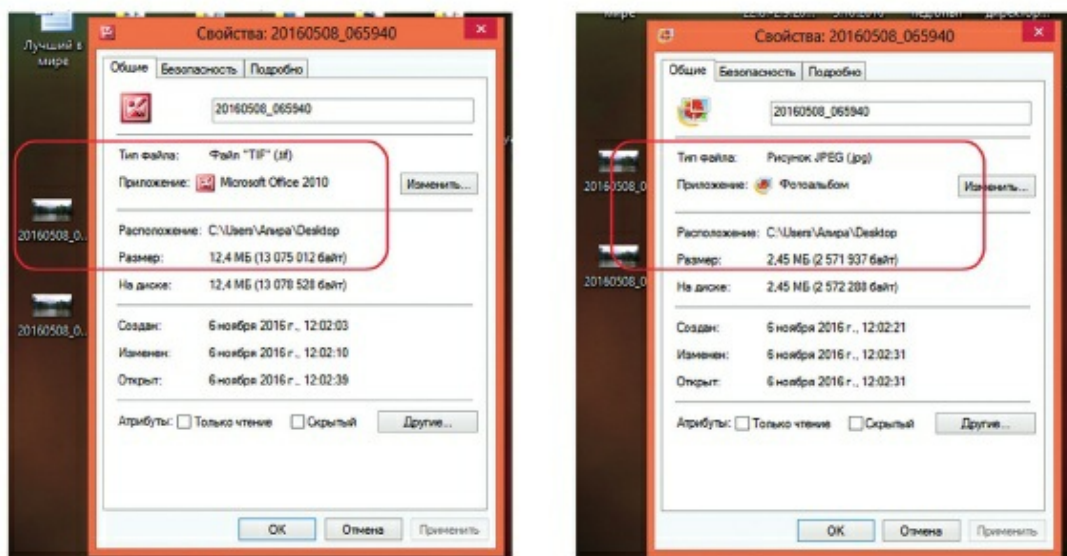 Лучший в
мире
20160508_0...
20160508_0...
Свойства: 20160508_065940
Общие
Безопасность
Подробно
20160508_065940
Тип файла: Файл "TIF" (.tif)
Приложение: Microsoft Office 2010
Изменить...
Расположение: C:\Users\Апира\Desktop
Размер: 12,4 МБ (13 075 012 байт)
На диске: 12,4 МБ (13 078 528 байт)
Создан: 6 ноября 2016 г., 12:02:03
Изменен: 6 ноября 2016 г., 12:02:10
Открыт: 6 ноября 2016 г., 12:02:39
Атрибуты: Только чтение Скрытый Другие...
OK Отмена Применить
мире
20160508_0
20160508_0
Свойства: 20160508_065940
Общие
Безопасность
Подробно
20160508_065940
Тип файла: Рисунок JPEG (.jpg)
Приложение: Фотоальбом
Изменить...
Расположение: C:\Users\Апира\Desktop
Размер: 2,45 МБ (2 571 937 байт)
На диске: 2,45 МБ (2 572 288 байт)
Создан: 6 ноября 2016 г., 12:02:21
Изменен: 6 ноября 2016 г., 12:02:31
Открыт: 6 ноября 2016 г., 12:02:31
Атрибуты: Только чтение Скрытый Другие...
OK Отмена Применить